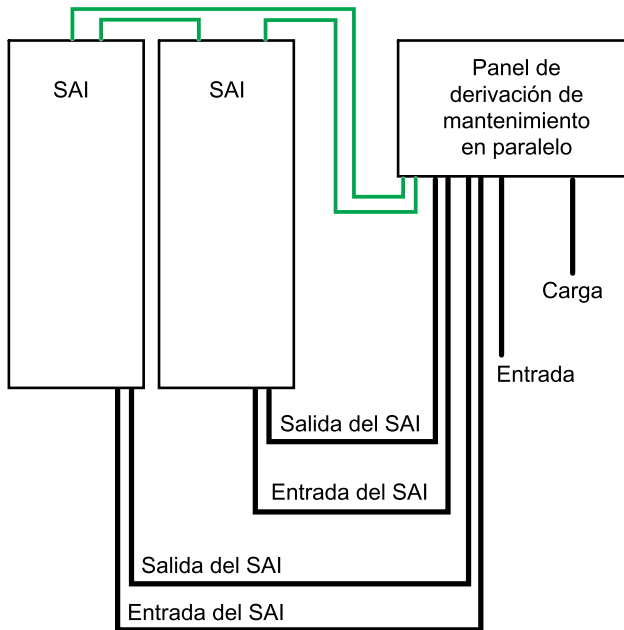 SAI
SAI
Panel de
derivación de
mantenimiento
en paralelo
Carga
Entrada
Salida del SAI
Entrada del SAI
Salida del SAI
Entrada del SAI